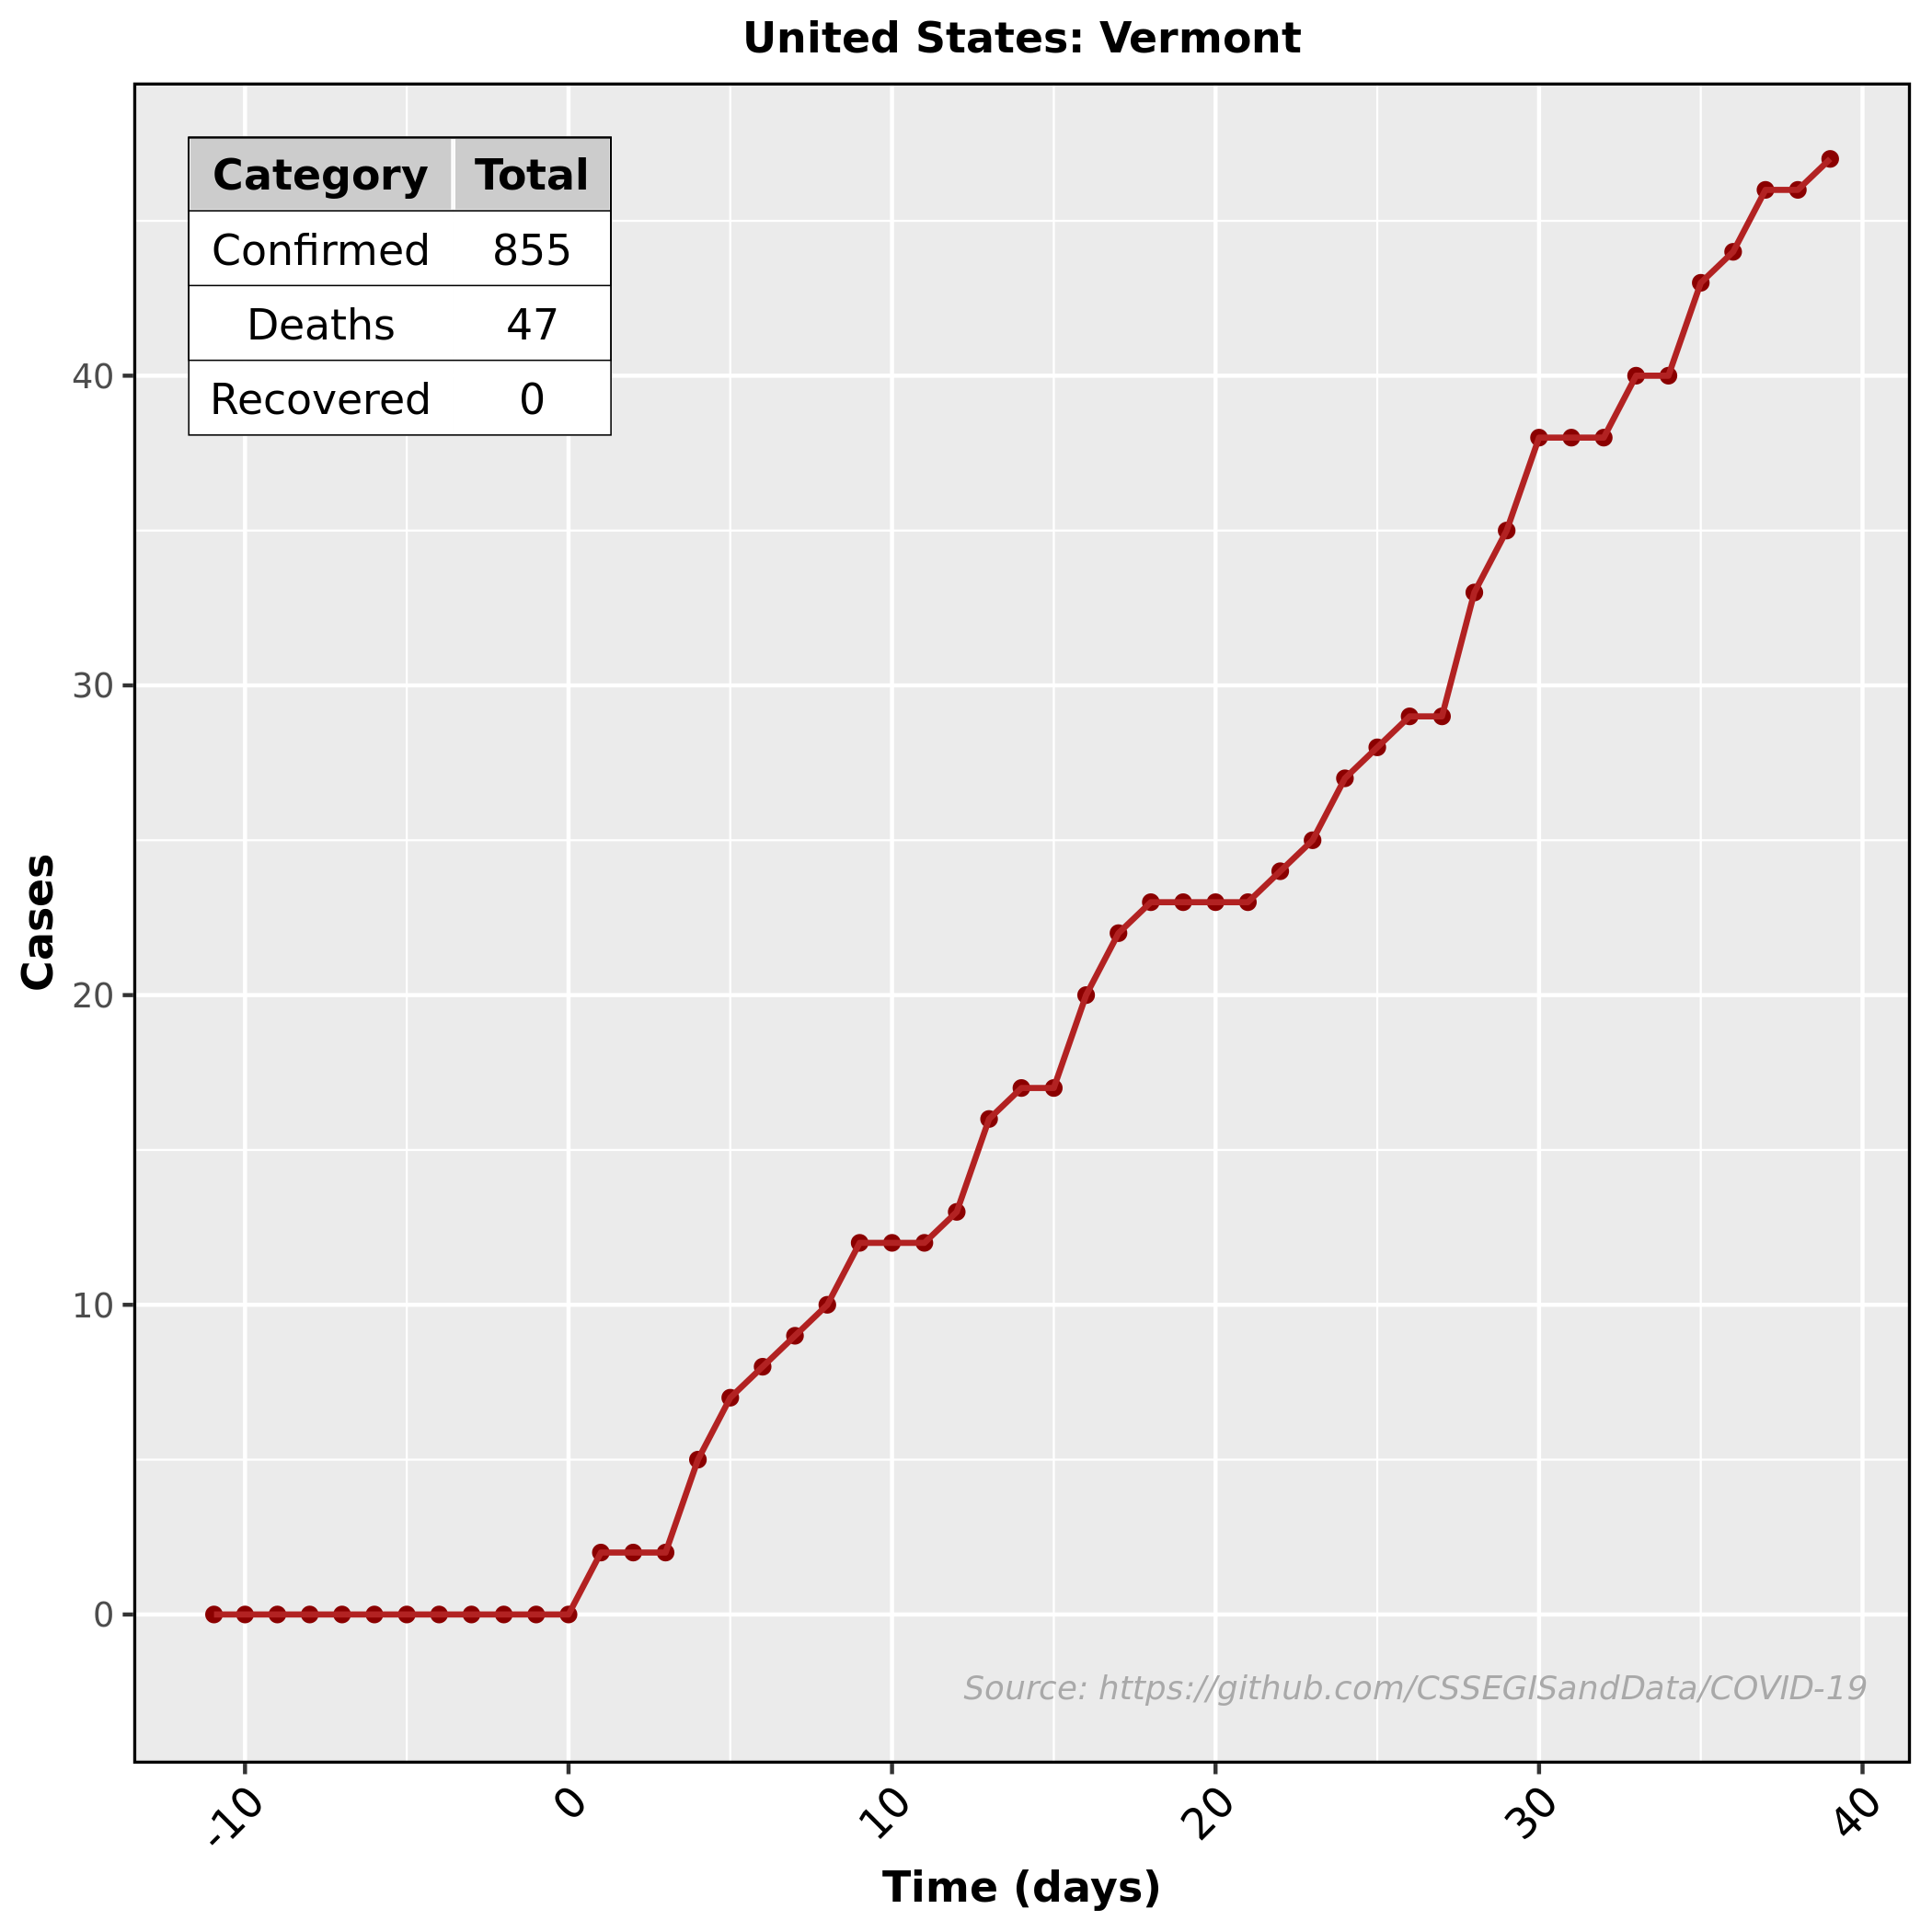 United States: Vermont
Category Total
Confirmed 855
Deaths 47
Recovered 0
40
30
20
10
0
Cases
Source: https://github.com/CSSEGISandData/COVID-19
-10 0 10 20 30 40
Time (days)